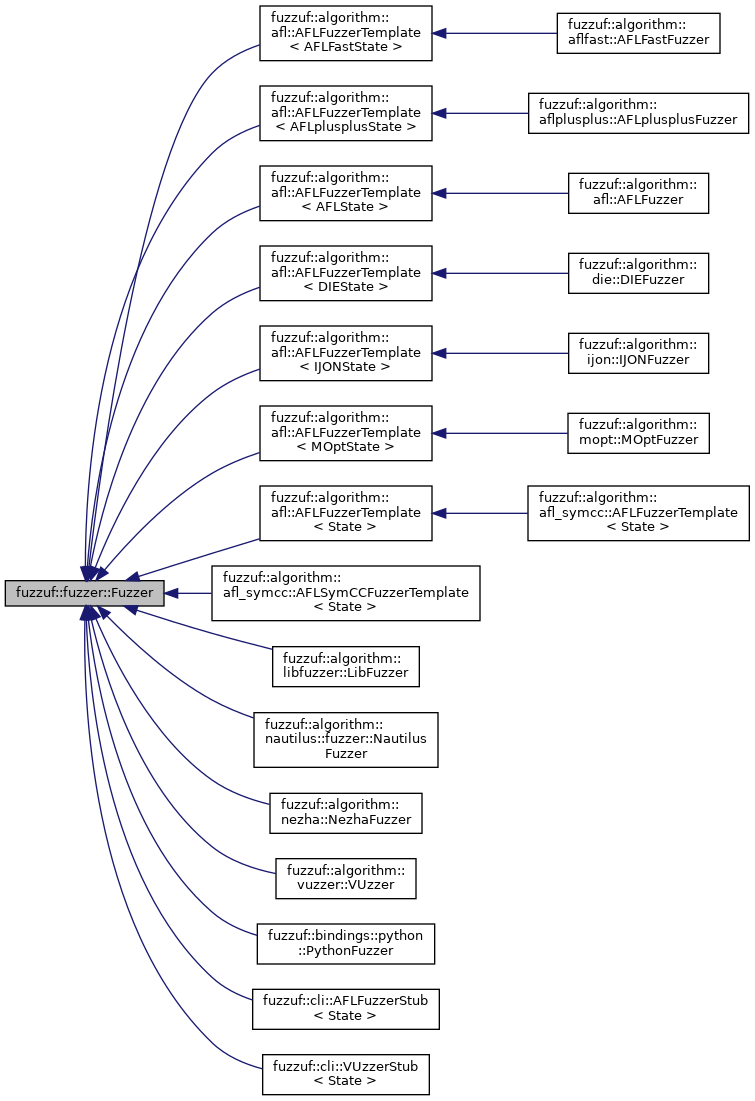 fuzzuf::algorithm::
afl::AFLFuzzerTemplate
< AFLFastState >
fuzzuf::algorithm::
aflfast::AFLFastFuzzer
fuzzuf::algorithm::
afl::AFLFuzzerTemplate
< AFLplusplusState >
fuzzuf::algorithm::
aflplusplus::AFLplusplusFuzzer
fuzzuf::algorithm::
afl::AFLFuzzerTemplate
< AFLState >
fuzzuf::algorithm::
afl::AFLFuzzer
fuzzuf::algorithm::
afl::AFLFuzzerTemplate
< DIEState >
fuzzuf::algorithm::
die::DIEFuzzer
fuzzuf::algorithm::
afl::AFLFuzzerTemplate
< IJONState >
fuzzuf::algorithm::
ijon::IJONFuzzer
fuzzuf::algorithm::
afl::AFLFuzzerTemplate
< MOptState >
fuzzuf::algorithm::
mopt::MOptFuzzer
fuzzuf::algorithm::
afl::AFLFuzzerTemplate
< State >
fuzzuf::algorithm::
afl_symcc::AFLFuzzerTemplate
< State >
fuzzuf::fuzzer::Fuzzer
fuzzuf::algorithm::
afl_symcc::AFLSymCCFuzzerTemplate
< State >
fuzzuf::algorithm::
libfuzzer::LibFuzzer
fuzzuf::algorithm::
nautilus::fuzzer::Nautilus
Fuzzer
fuzzuf::algorithm::
nezha::NezhaFuzzer
fuzzuf::algorithm::
vuzzer::VUzzer
fuzzuf::bindings::python
::PythonFuzzer
fuzzuf::cli::AFLFuzzerStub
< State >
fuzzuf::cli::VUzzerStub
< State >